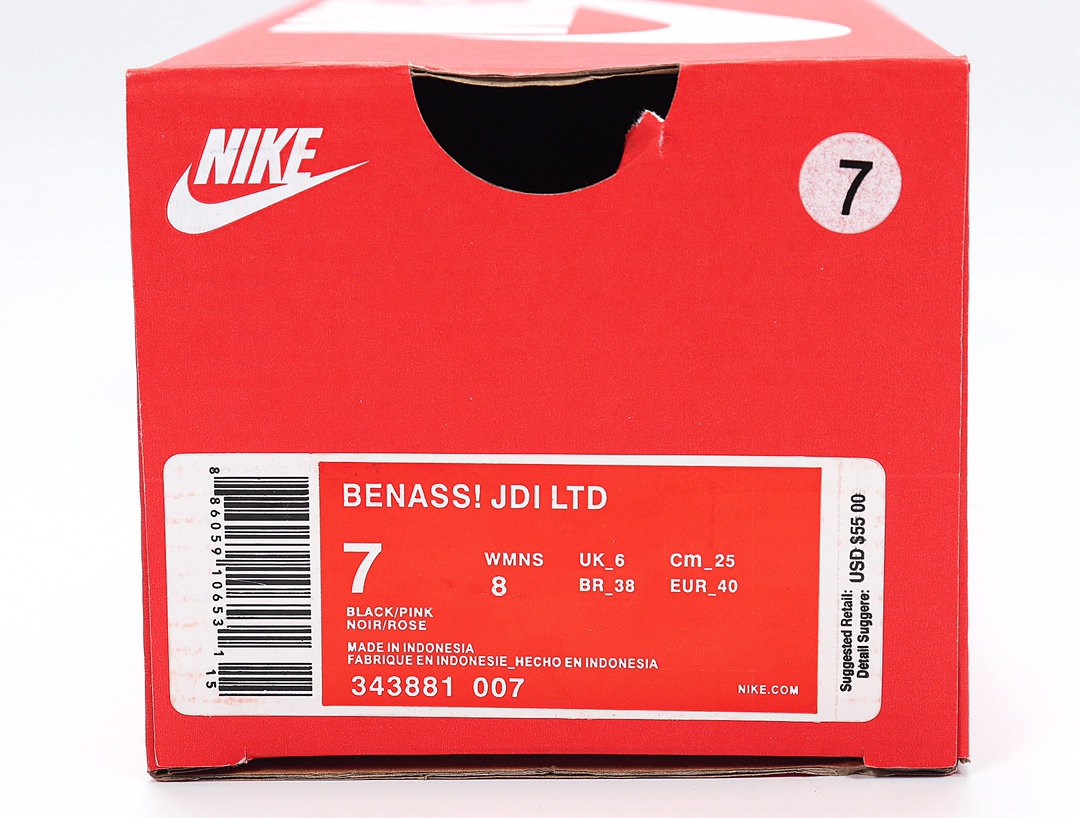 NIKE
7
BENASS! JDI LTD
7
WMNS
8
UK_6
BR_38
Cm_25
EUR_40
BLACK/PINK
NOIR/ROSE
MADE IN INDONESIA
FABRIQUE EN INDONESIE_HECHO EN INDONESIA
343881 007
NIKE.COM
8 86059 10653 1 15
Suggested Retail:
Détail Suggere: USD $55 00